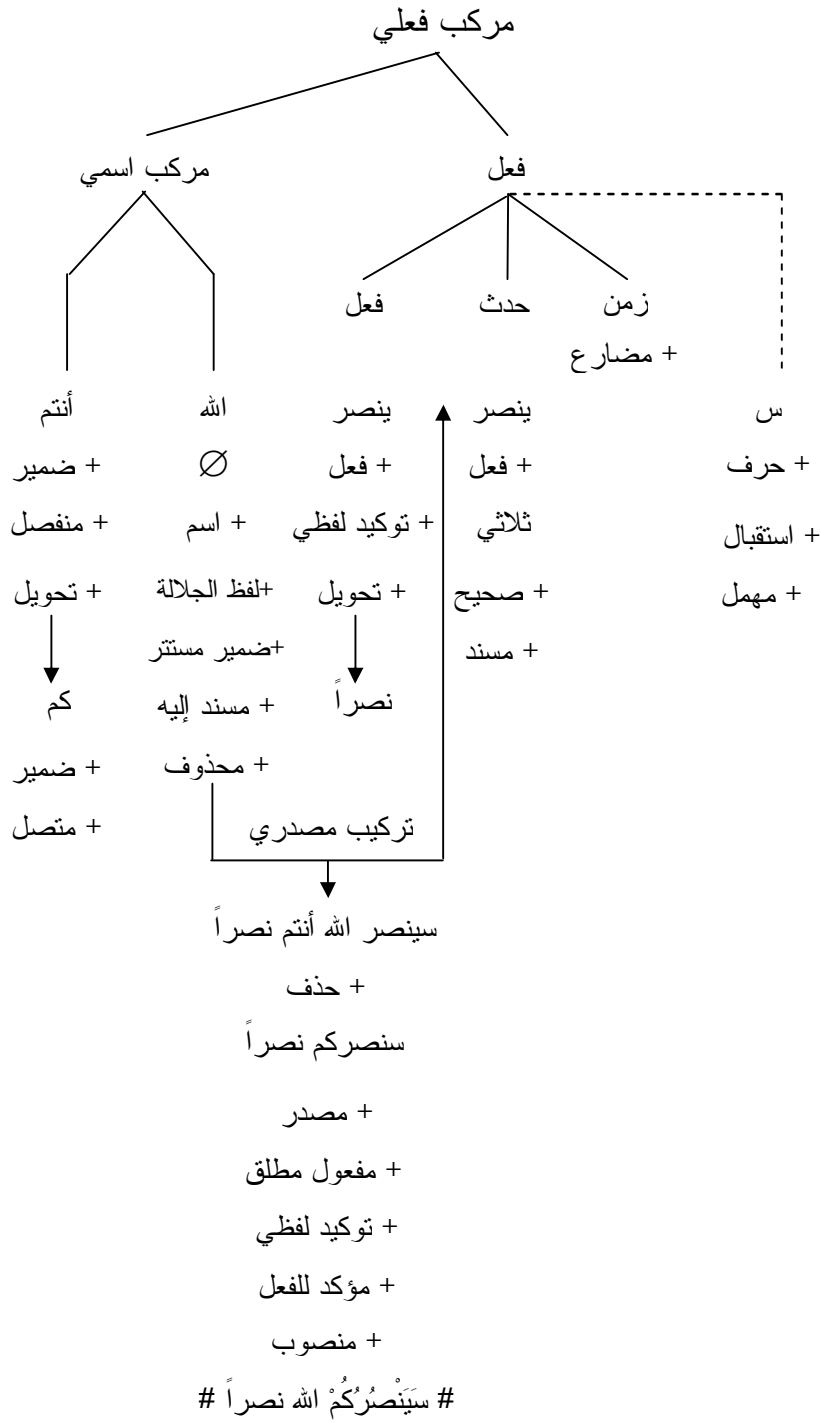 مركب فعلي
فعل مركب اسمي
زمن حدث فعل
+ مضارع
س ينصر ينصر الله أنتم
+ حرف + فعل + فعل ∅ + ضمير
+ استقبال ثلاثي + توكيد لفظي + اسم + منفصل
+ مهمل + صحيح + تحويل +لفظ الجلالة + تحويل
+ مسند +ضمير مستتر
نصراً + مسند إليه كم
+ محذوف + ضمير
تركيب مصدري + متصل
سينصر الله أنتم نصراً
+ حذف
سنصركم نصراً
+ مصدر
+ مفعول مطلق
+ توكيد لفظي
+ مؤكد للفعل
+ منصوب
# سَيَنْصُرُكُمْ الله نصراً #